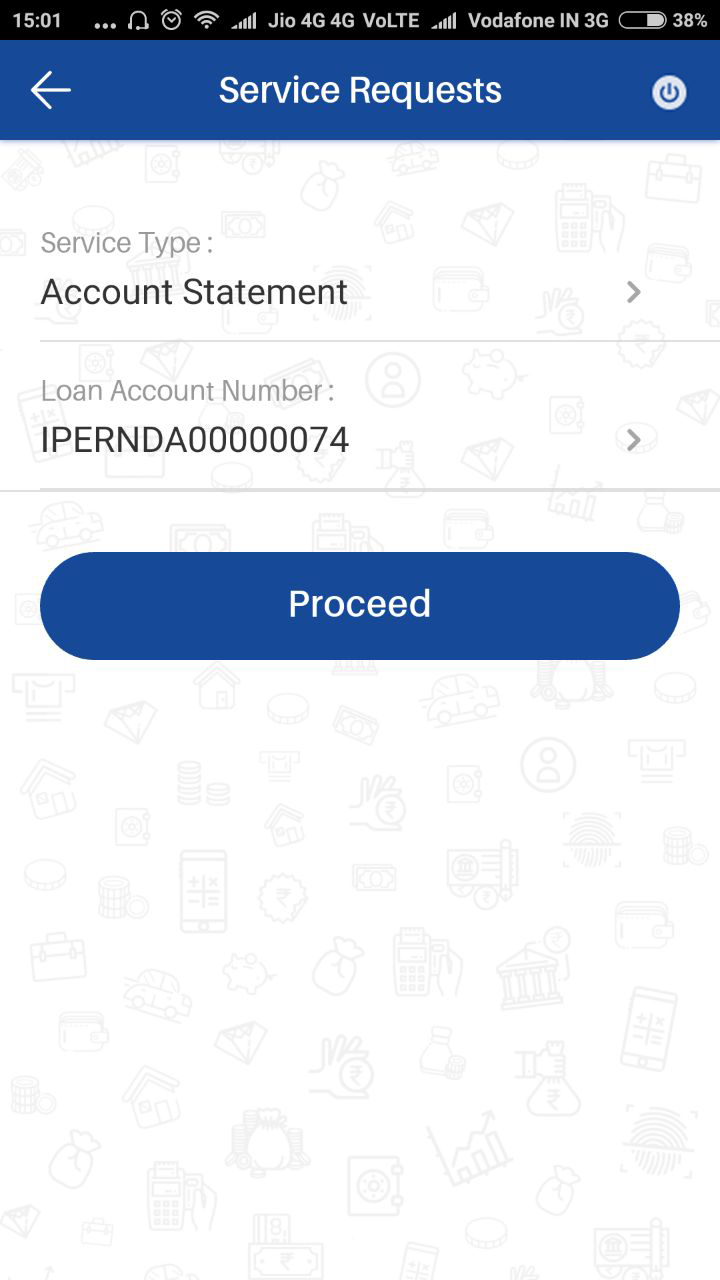 15:01 ... Jio 4G 4G VoLTE Vodafone IN 3G 38%
Service Requests
Service Type :
Account Statement
Loan Account Number :
IPERNDA00000074
Proceed